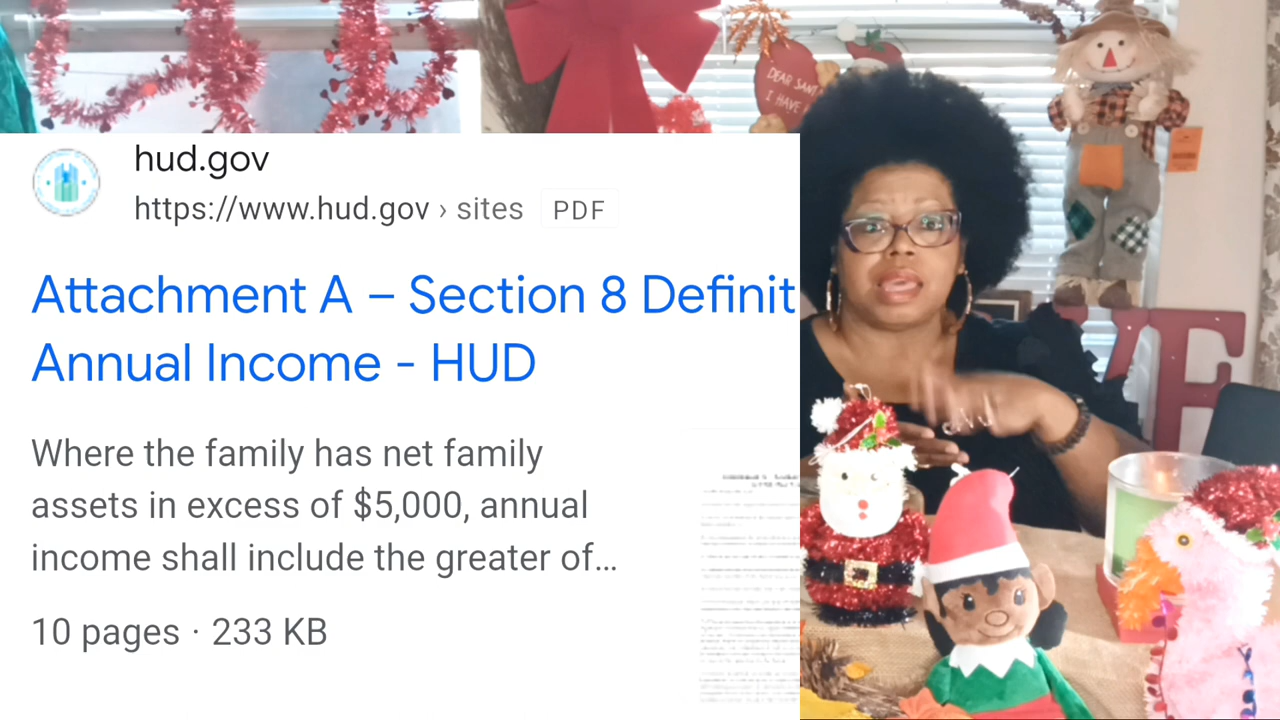 DEAR SANTA
I HAVE
hud.gov
https://www.hud.gov › sites PDF
Attachment A – Section 8 Definit
Annual Income - HUD
Where the family has net family
assets in excess of $5,000, annual
income shall include the greater of...
10 pages · 233 KB